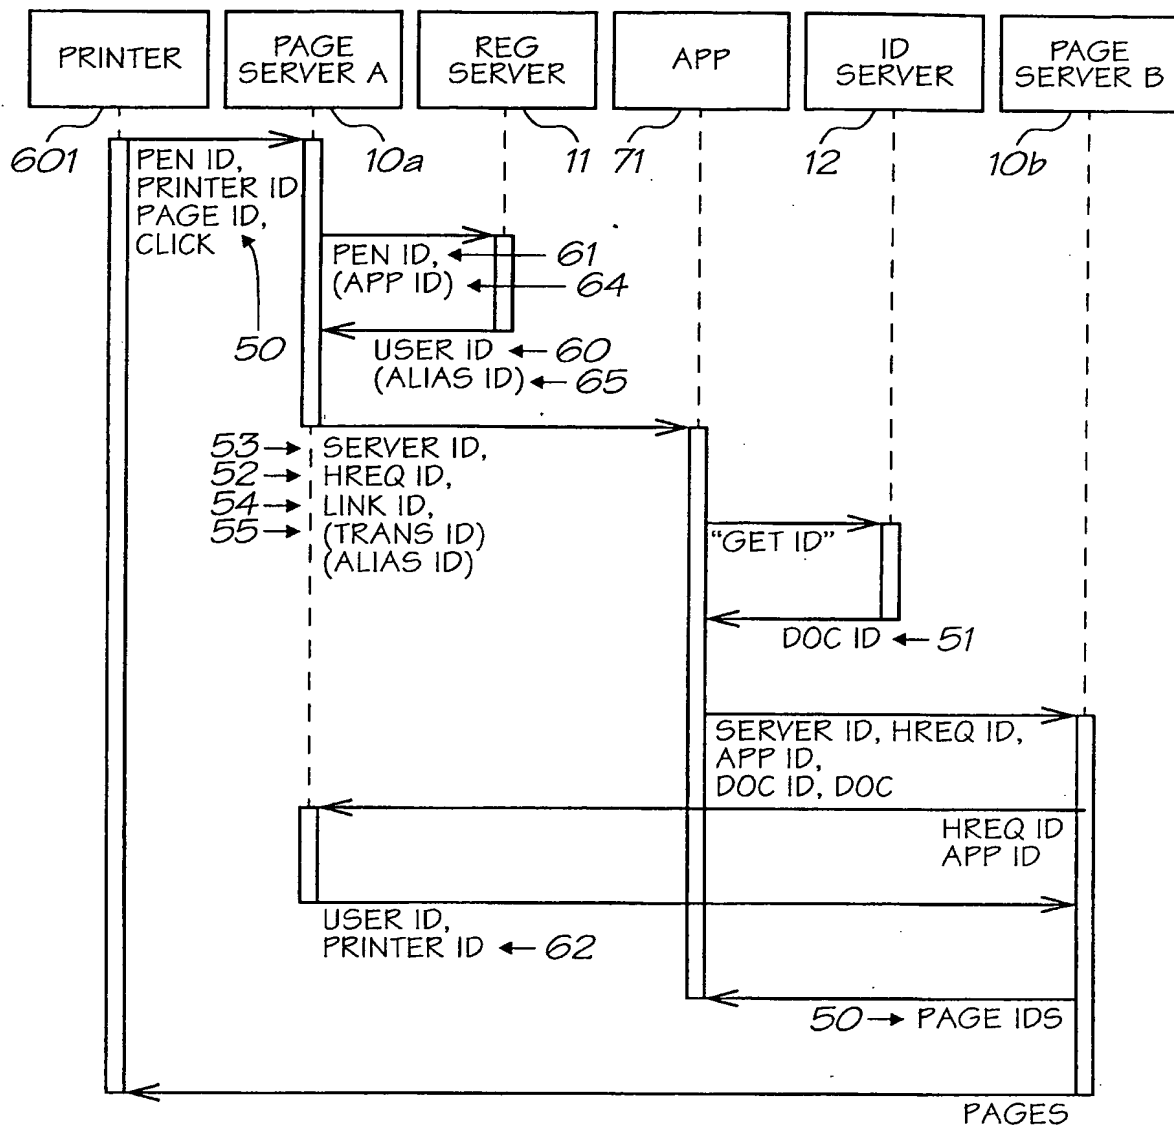 PRINTER
PAGE
SERVER A
REG
SERVER
APP
ID
SERVER
PAGE
SERVER B
601
10a
11
71
12
10b
PEN ID,
PRINTER ID
PAGE ID,
CLICK
50
PEN ID, 61
(APP ID) 64
USER ID 60
(ALIAS ID) 65
53 SERVER ID,
52 HREQ ID,
54 LINK ID,
55 (TRANS ID)
(ALIAS ID)
"GET ID"
DOC ID 51
SERVER ID, HREQ ID,
APP ID,
DOC ID, DOC
HREQ ID
APP ID
USER ID,
PRINTER ID 62
50 PAGE IDS
PAGES